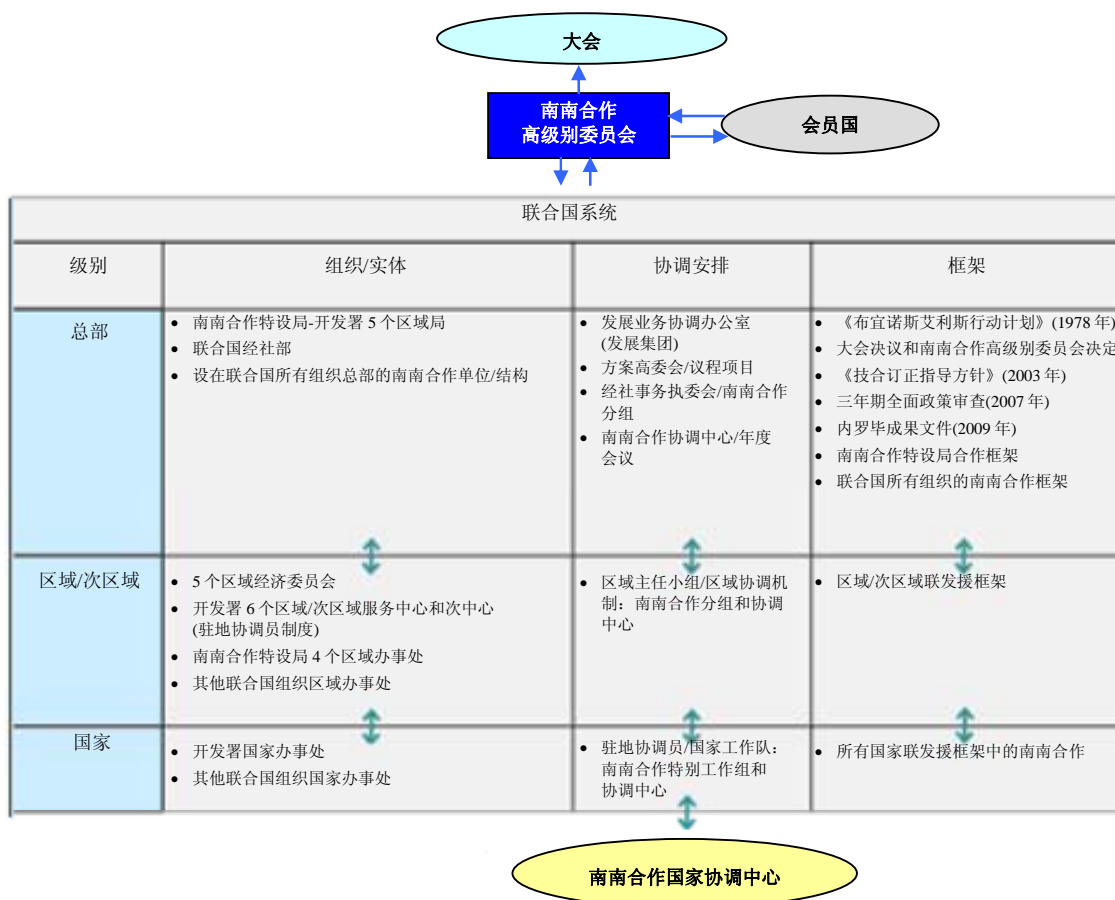 大会
南南合作
高级别委员会
会员国
联合国系统
级别
组织/实体
协调安排
框架
总部
• 南南合作特设局-开发署 5 个区域局
• 联合国经社部
• 设在联合国所有组织总部的南南合作单位/结构
• 发展业务协调办公室
(发展集团)
• 方案高委会/议程项目
• 经社事务执委会/南南合作
分组
• 南南合作协调中心/年度
会议
• 《布宜诺斯艾利斯行动计划》(1978 年)
• 大会决议和南南合作高级别委员会决定
• 《技合订正指导方针》(2003 年)
• 三年期全面政策审查(2007 年)
• 内罗毕成果文件(2009 年)
• 南南合作特设局合作框架
• 联合国所有组织的南南合作框架
区域/次区域
• 5 个区域经济委员会
• 开发署 6 个区域/次区域服务中心和次中心
(驻地协调员制度)
• 南南合作特设局 4 个区域办事处
• 其他联合国组织区域办事处
• 区域主任小组/区域协调机
制：南南合作分组和协调
中心
• 区域/次区域联发援框架
国家
• 开发署国家办事处
• 其他联合国组织国家办事处
• 驻地协调员/国家工作队：
南南合作特别工作组和
协调中心
• 所有国家联发援框架中的南南合作
南南合作国家协调中心